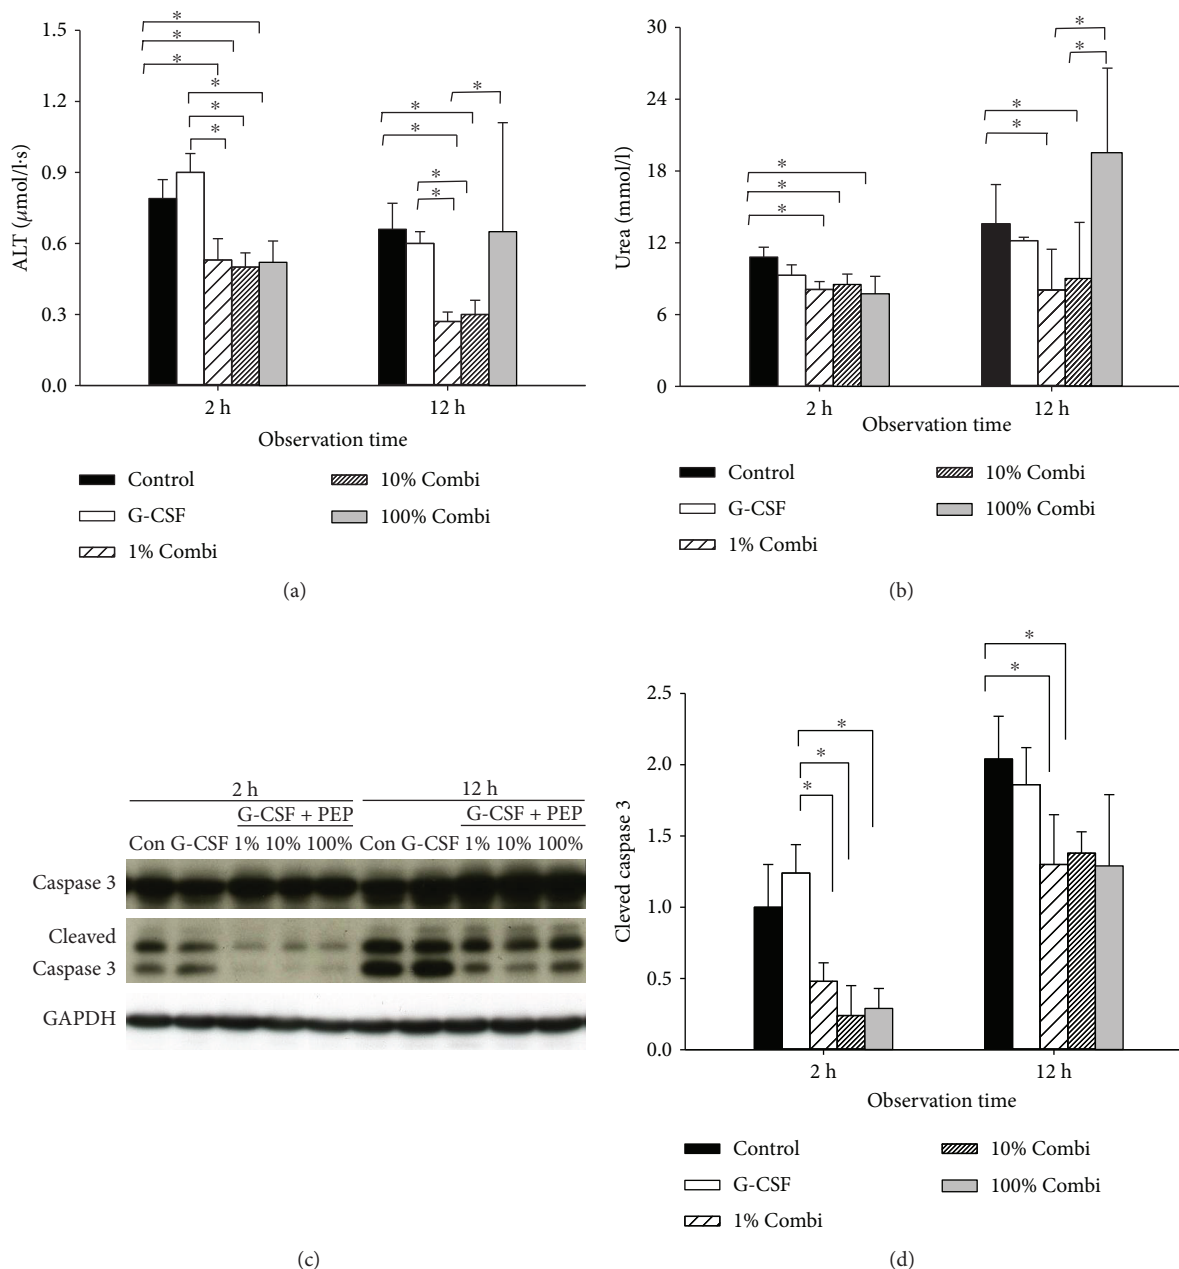 *
*
*
*
*
*
*
*
*
*
*
1.5
1.2
0.9
0.6
0.3
0.0
ALT (μmol/l·s)
2 h 12 h
Observation time
Control
G-CSF
1% Combi
10% Combi
100% Combi
(a)
*
*
*
*
*
*
*
30
24
18
12
6
0
Urea (mmol/l)
2 h 12 h
Observation time
Control
G-CSF
1% Combi
10% Combi
100% Combi
(b)
2 h 12 h
G-CSF + PEP G-CSF + PEP
Con G-CSF 1% 10% 100% Con G-CSF 1% 10% 100%
Caspase 3
Cleaved
Caspase 3
GAPDH
(c)
*
*
*
*
*
2.5
2.0
1.5
1.0
0.5
0.0
Cleved caspase 3
2 h 12 h
Observation time
Control
G-CSF
1% Combi
10% Combi
100% Combi
(d)